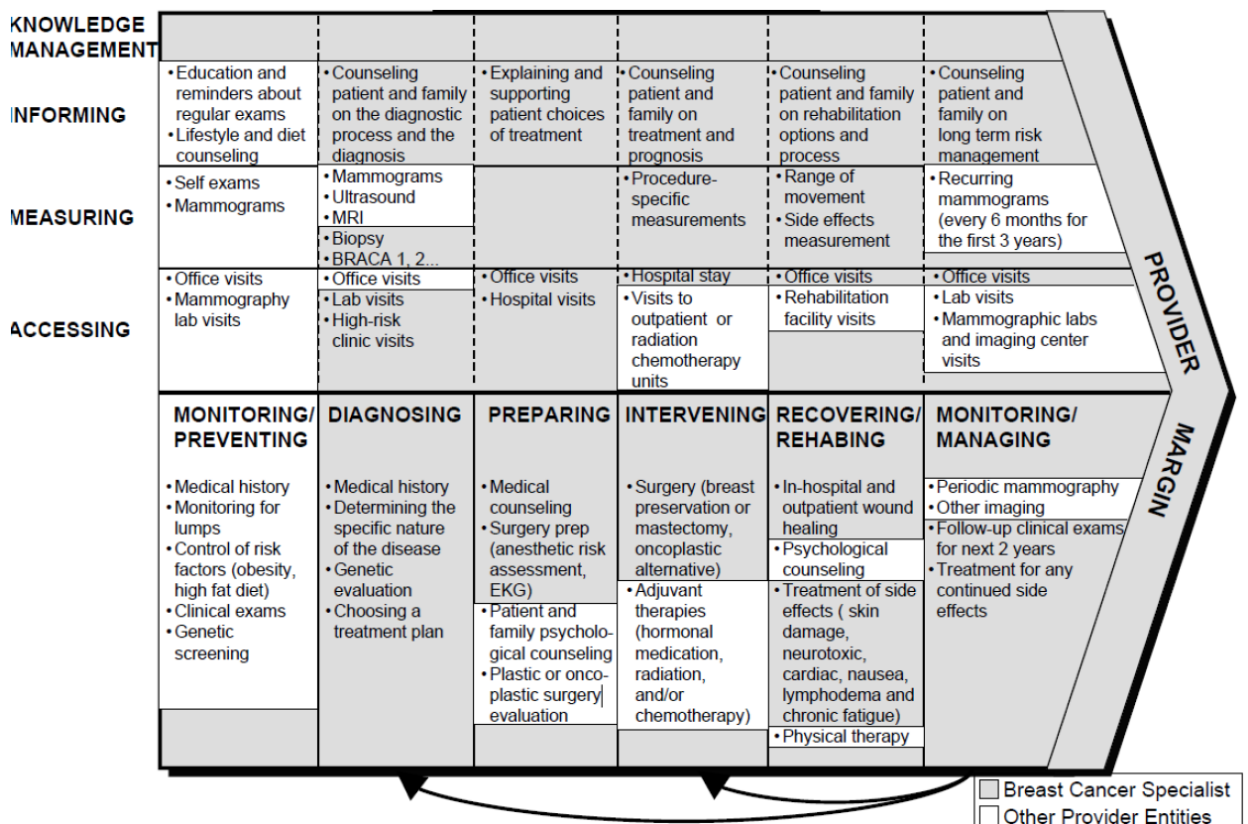 KNOWLEDGE
MANAGEMENT
INFORMING
• Education and
reminders about
regular exams
• Lifestyle and diet
counseling
• Counseling
patient and family
on the diagnostic
process and the
diagnosis
• Explaining and
supporting
patient choices
of treatment
• Counseling
patient and
family on
treatment and
prognosis
• Counseling
patient and family
on rehabilitation
options and
process
• Counseling
patient and
family on
long term risk
management
MEASURING
• Self exams
• Mammograms
• Mammograms
• Ultrasound
• MRI
• Biopsy
• BRACA 1, 2...
• Procedure-
specific
measurements
• Range of
movement
• Side effects
measurement
• Recurring
mammograms
(every 6 months for
the first 3 years)
ACCESSING
• Office visits
• Mammography
lab visits
• Office visits
• Lab visits
• High-risk
clinic visits
• Office visits
• Hospital visits
• Hospital stay
• Visits to
outpatient or
radiation
chemotherapy
units
• Office visits
• Rehabilitation
facility visits
• Office visits
• Lab visits
• Mammographic labs
and imaging center
visits
MONITORING/
PREVENTING
• Medical history
• Monitoring for
lumps
• Control of risk
factors (obesity,
high fat diet)
• Clinical exams
• Genetic
screening
DIAGNOSING
• Medical history
• Determining the
specific nature
of the disease
• Genetic
evaluation
• Choosing a
treatment plan
PREPARING
• Medical
counseling
• Surgery prep
(anesthetic risk
assessment,
EKG)
• Patient and
family psycholo-
gical counseling
• Plastic or onco-
plastic surgery
evaluation
INTERVENING
• Surgery (breast
preservation or
mastectomy,
oncoplastic
alternative)
• Adjuvant
therapies
(hormonal
medication,
radiation,
and/or
chemotherapy)
RECOVERING/
REHABING
• In-hospital and
outpatient wound
healing
• Psychological
counseling
• Treatment of side
effects ( skin
damage,
neurotoxic,
cardiac, nausea,
lymphodema and
chronic fatigue)
• Physical therapy
MONITORING/
MANAGING
• Periodic mammography
• Other imaging
• Follow-up clinical exams
for next 2 years
• Treatment for any
continued side
effects
PROVIDER
MARGIN
Breast Cancer Specialist
Other Provider Entities